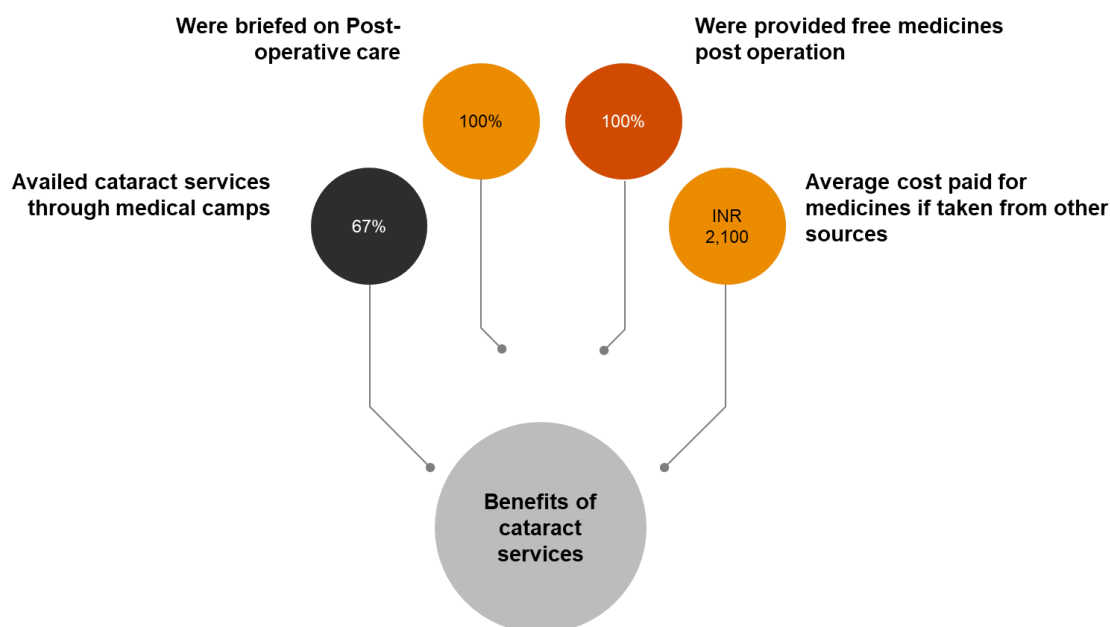 Were briefed on Post-
operative care
Were provided free medicines
post operation
100%
100%
Availed cataract services
through medical camps
67%
INR
2,100
Average cost paid for
medicines if taken from other
sources
Benefits of
cataract
services